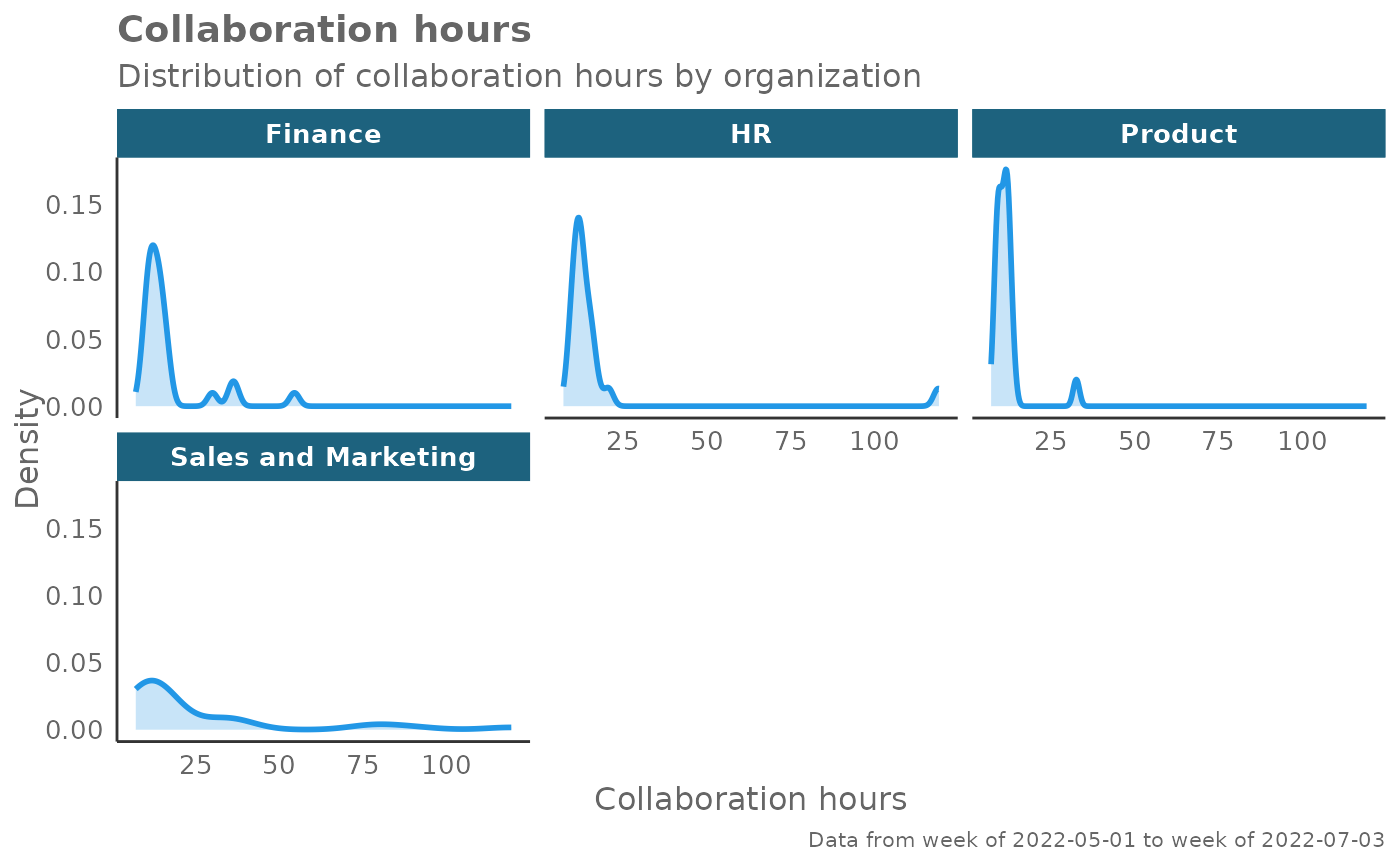 Collaboration hours
Distribution of collaboration hours by organization
Finance
HR
Product
0.15
0.10
0.05
0.00
25 50 75 100
25 50 75 100
Sales and Marketing
0.15
0.10
0.05
0.00
25 50 75 100
Density
Collaboration hours
Data from week of 2022-05-01 to week of 2022-07-03